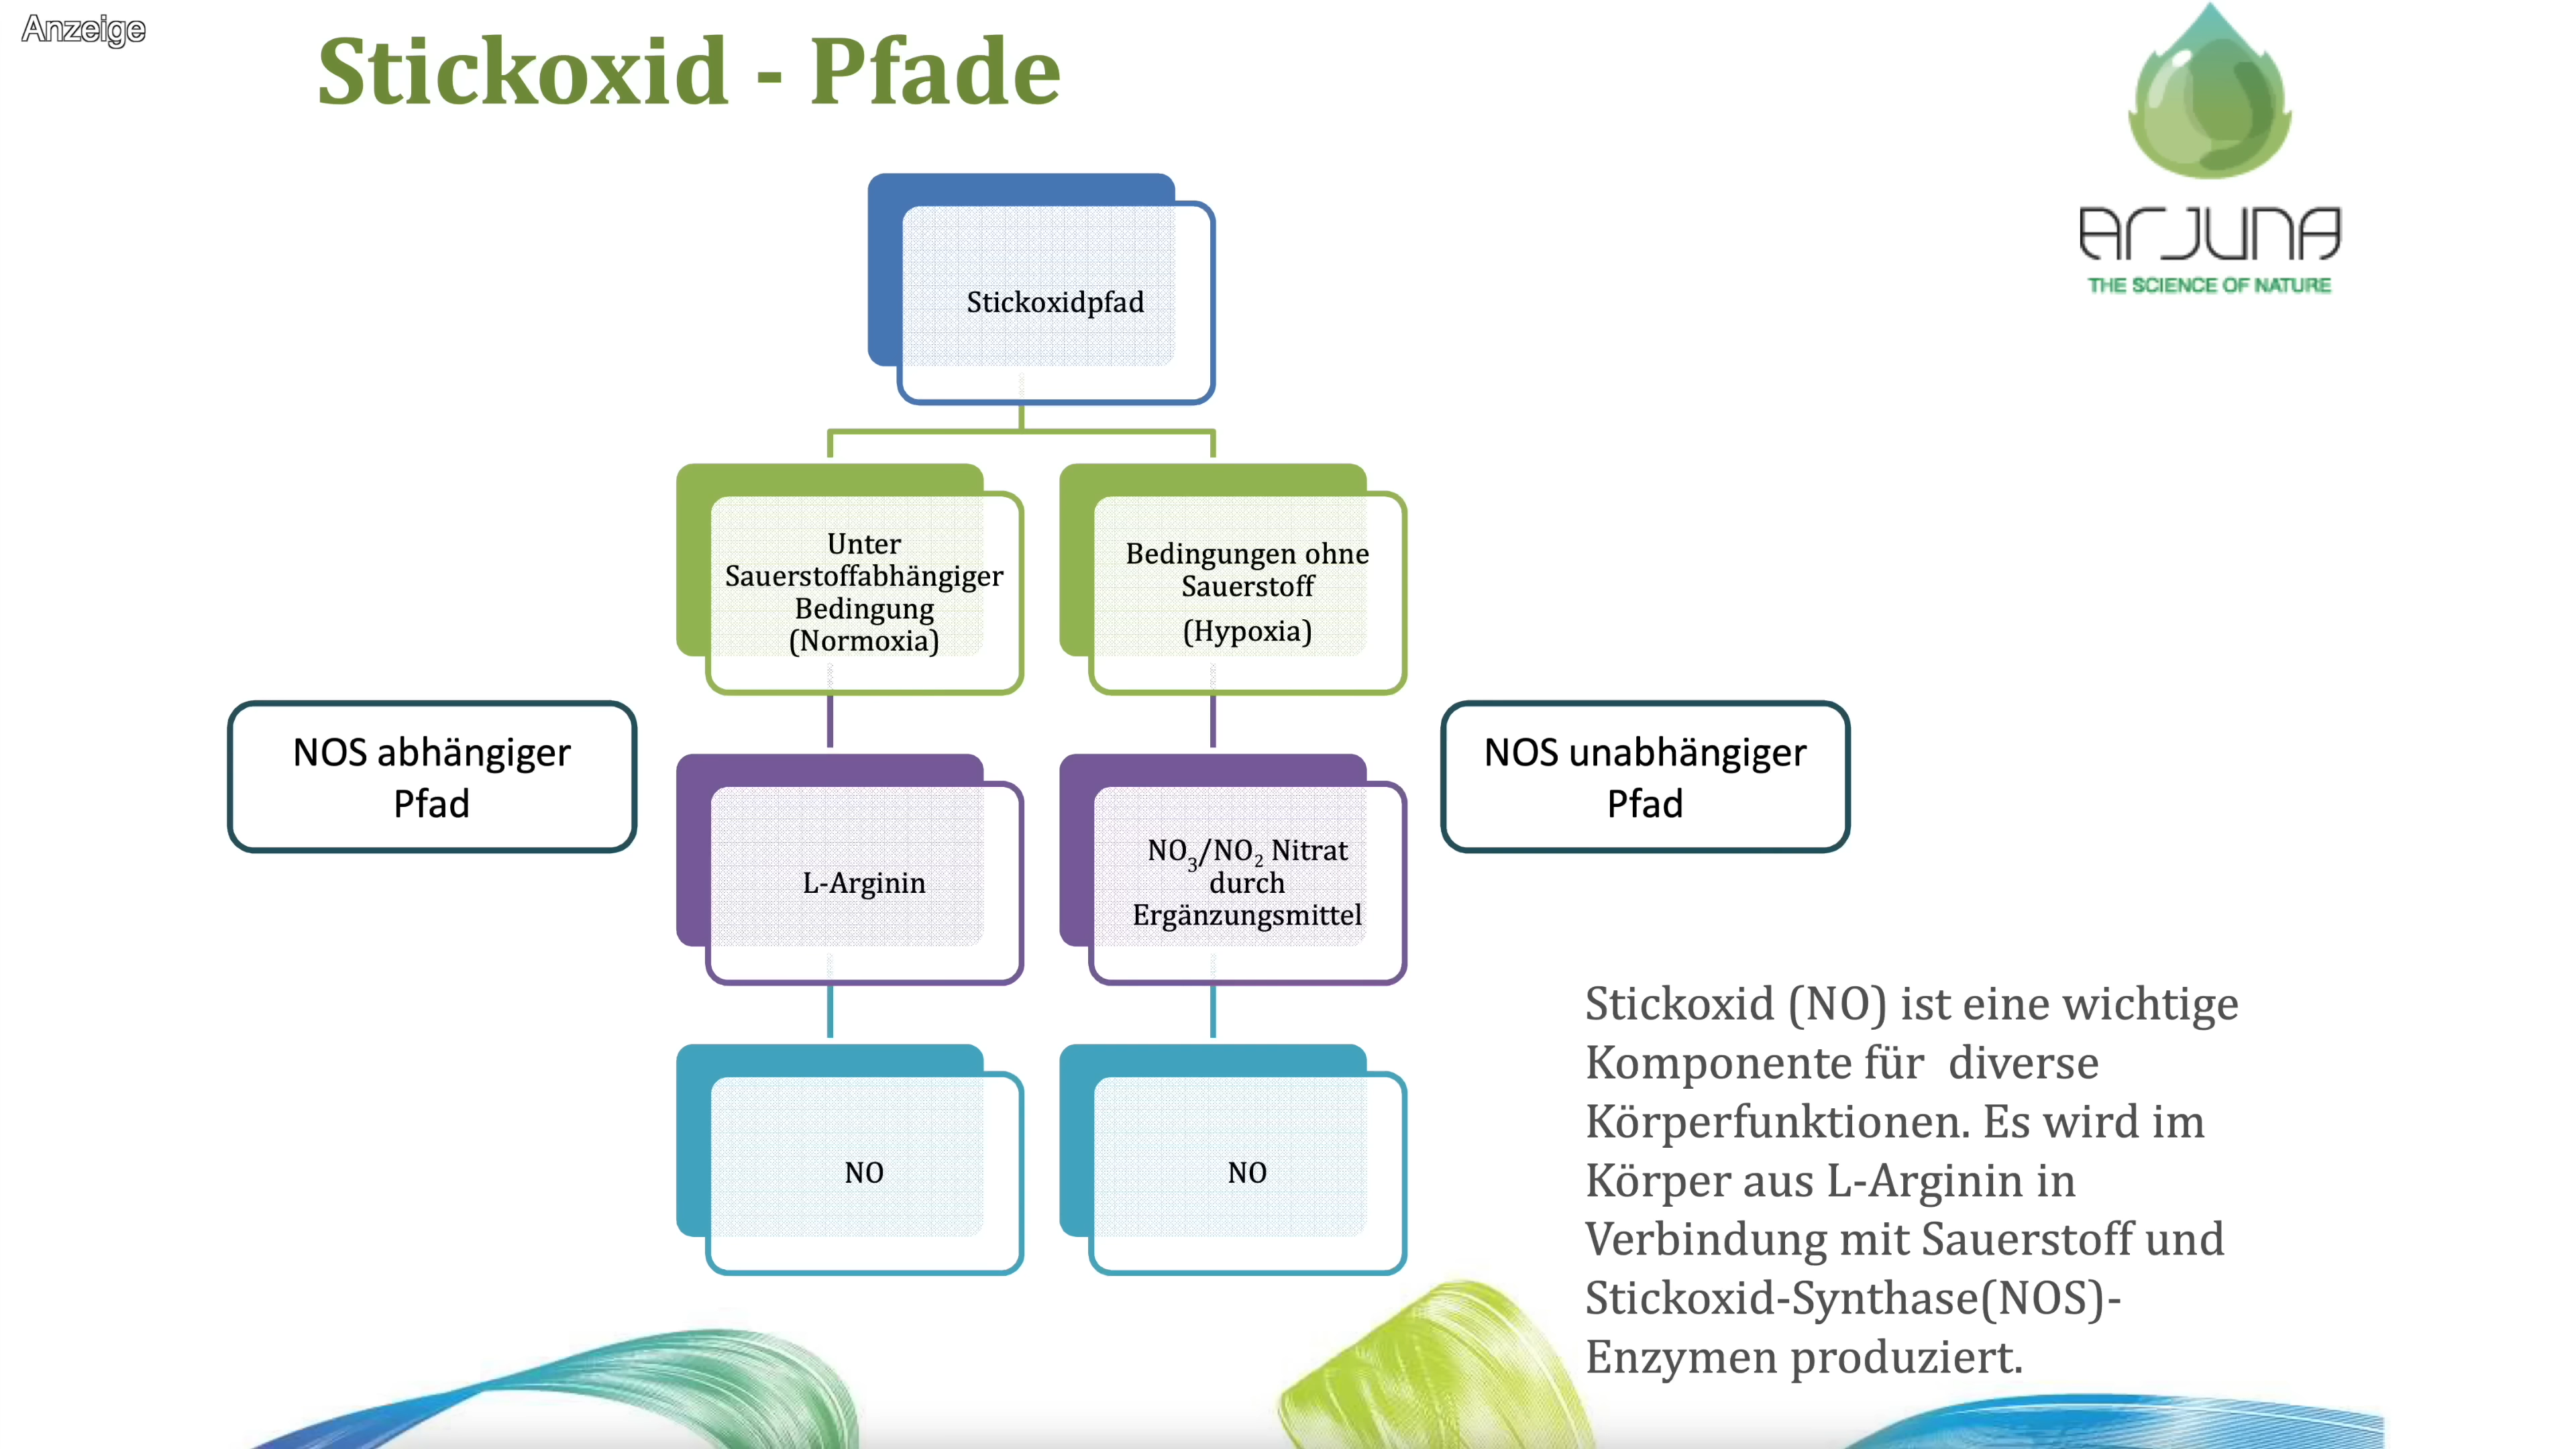 Anzeige
Stickoxid - Pfade
ARJUNA
THE SCIENCE OF NATURE
Stickoxidpfad
Unter
Sauerstoffabhängiger
Bedingung
(Normoxia)
Bedingungen ohne
Sauerstoff
(Hypoxia)
NOS abhängiger
Pfad
L-Arginin
NO₃/NO₂ Nitrat
durch
Ergänzungsmittel
NOS unabhängiger
Pfad
NO
NO
Stickoxid (NO) ist eine wichtige
Komponente für  diverse
Körperfunktionen. Es wird im
Körper aus L-Arginin in
Verbindung mit Sauerstoff und
Stickoxid-Synthase(NOS)-
Enzymen produziert.